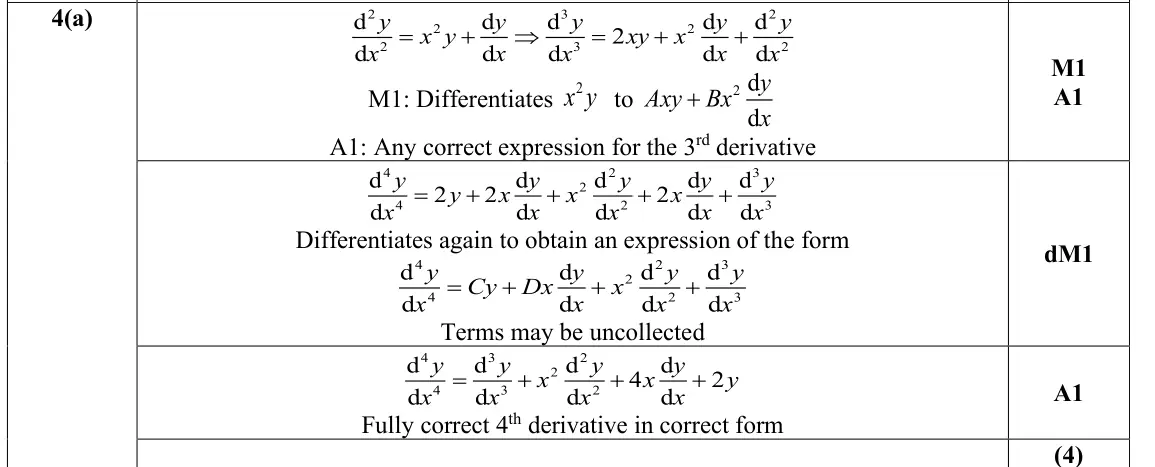 4(a)
d²y/dx² = x²y + dy/dx ⇒ d³y/dx³ = 2xy + x² dy/dx + d²y/dx²
M1: Differentiates x²y to Axy + Bx² dy/dx
A1: Any correct expression for the 3rd derivative
M1
A1
d⁴y/dx⁴ = 2y + 2x dy/dx + x² d²y/dx² + 2x dy/dx + d³y/dx³
Differentiates again to obtain an expression of the form
d⁴y/dx⁴ = Cy + Dx dy/dx + x² d²y/dx² + d³y/dx³
Terms may be uncollected
dM1
d⁴y/dx⁴ = d³y/dx³ + x² d²y/dx² + 4x dy/dx + 2y
Fully correct 4th derivative in correct form
A1
(4)